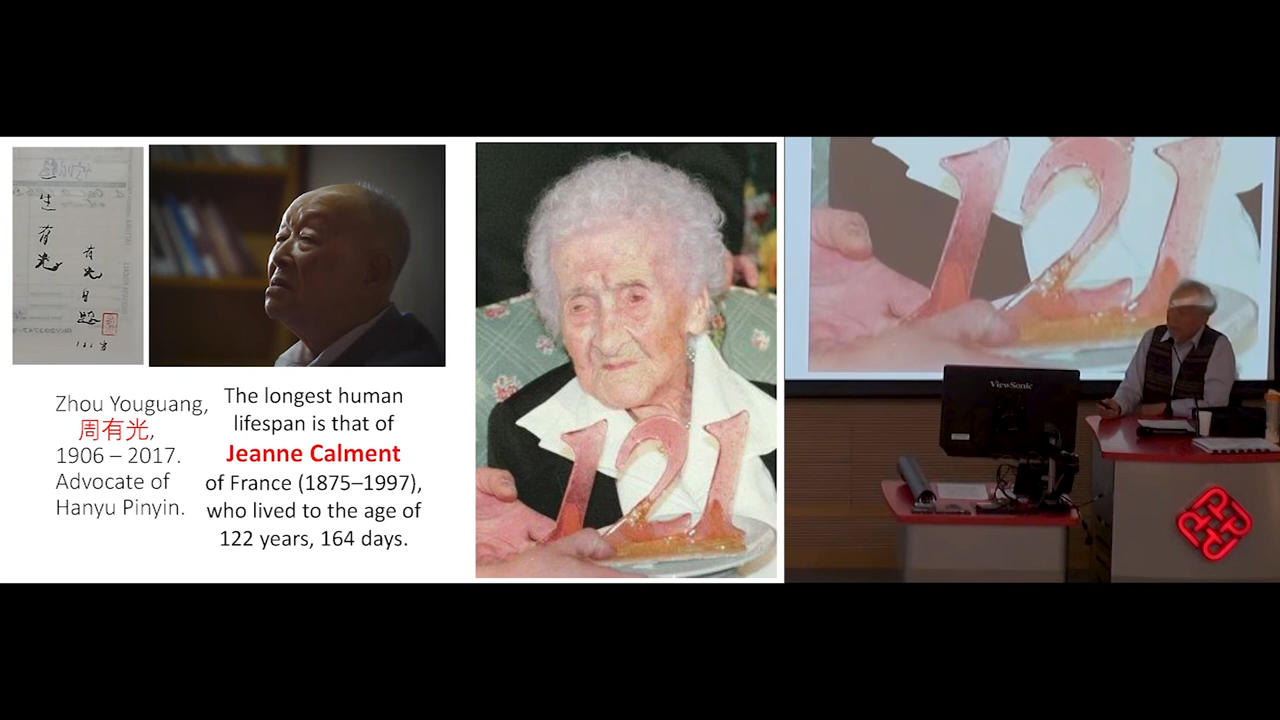 生
有
光
有
光
自
题
Zhou Youguang,
周有光,
1906 – 2017.
Advocate of
Hanyu Pinyin.
The longest human
lifespan is that of
Jeanne Calment
of France (1875–1997),
who lived to the age of
122 years, 164 days.
121
121
ViewSonic